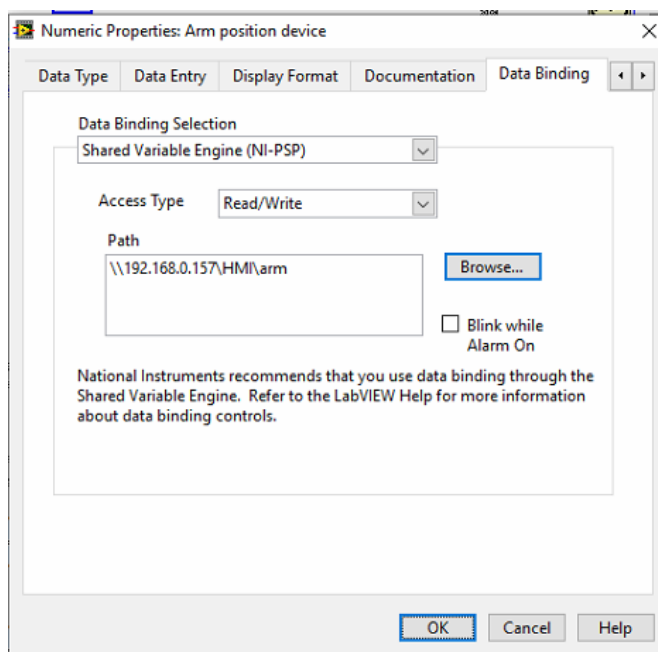 Numeric Properties: Arm position device
Data Type Data Entry Display Format Documentation Data Binding
Data Binding Selection
Shared Variable Engine (NI-PSP)
Access Type Read/Write
Path
\\192.168.0.157\HMI\arm
Browse...
Blink while
Alarm On
National Instruments recommends that you use data binding through the
Shared Variable Engine. Refer to the LabVIEW Help for more information
about data binding controls.
OK Cancel Help